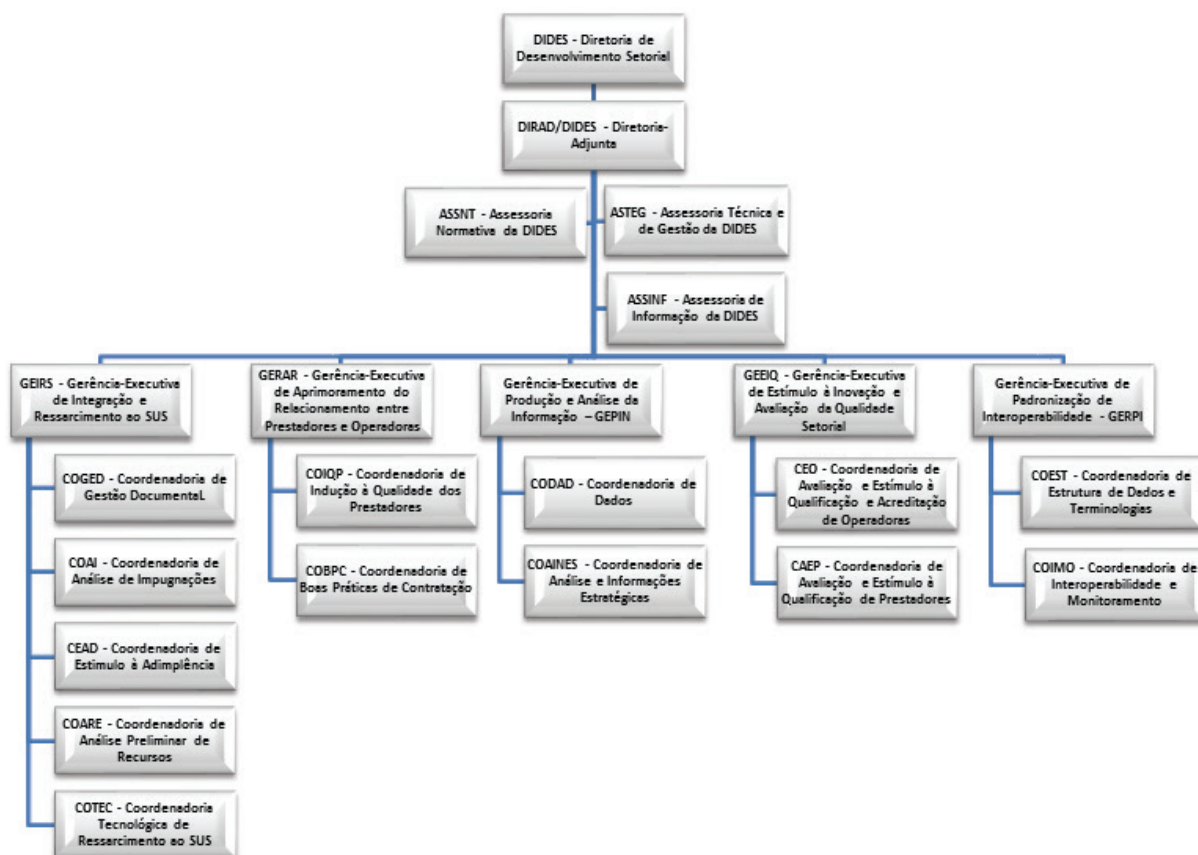 DIDES - Diretoria de
Desenvolvimento Setorial
DIRAD/DIDES - Diretoria-
Adjunta
ASSNT - Assessoria
Normativa da DIDES
ASTEG - Assessoria Técnica e
de Gestão da DIDES
ASSINF - Assessoria de
Informação da DIDES
GEIRS - Gerência-Executiva
de Integração e
Ressarcimento ao SUS
COGED - Coordenadoria de
Gestão Documental.
COAI - Coordenadoria de
Análise de Impugnações
CEAD - Coordenadoria de
Estimulo à Adimplência
COARE - Coordenadoria de
Análise Preliminar de
Recursos
COTEC - Coordenadoria
Tecnológica de
Ressarcimento ao SUS
GERAR - Gerência-Executiva
de Aprimoramento do
Relacionamento entre
Prestadores e Operadoras
COIQP - Coordenadoria de
Indução à Qualidade dos
Prestadores
COBPC - Coordenadoria de
Boas Práticas de Contratação
Gerência-Executiva de
Produção e Análise da
Informação – GEPIN
CODAD - Coordenadoria de
Dados
COAINES - Coordenadoria de
Análise e Informações
Estratégicas
GEEIQ - Gerência-Executiva
de Estímulo à Inovação e
Avaliação da Qualidade
Setorial
CEO - Coordenadoria de
Avaliação e Estímulo à
Qualificação e Acreditação
de Operadoras
CAEP - Coordenadoria de
Avaliação e Estímulo à
Qualificação de Prestadores
Gerência-Executiva de
Padronização de
Interoperabilidade - GERPI
COEST - Coordenadoria de
Estrutura de Dados e
Terminologias
COIMO - Coordenadoria de
Interoperabilidade e
Monitoramento